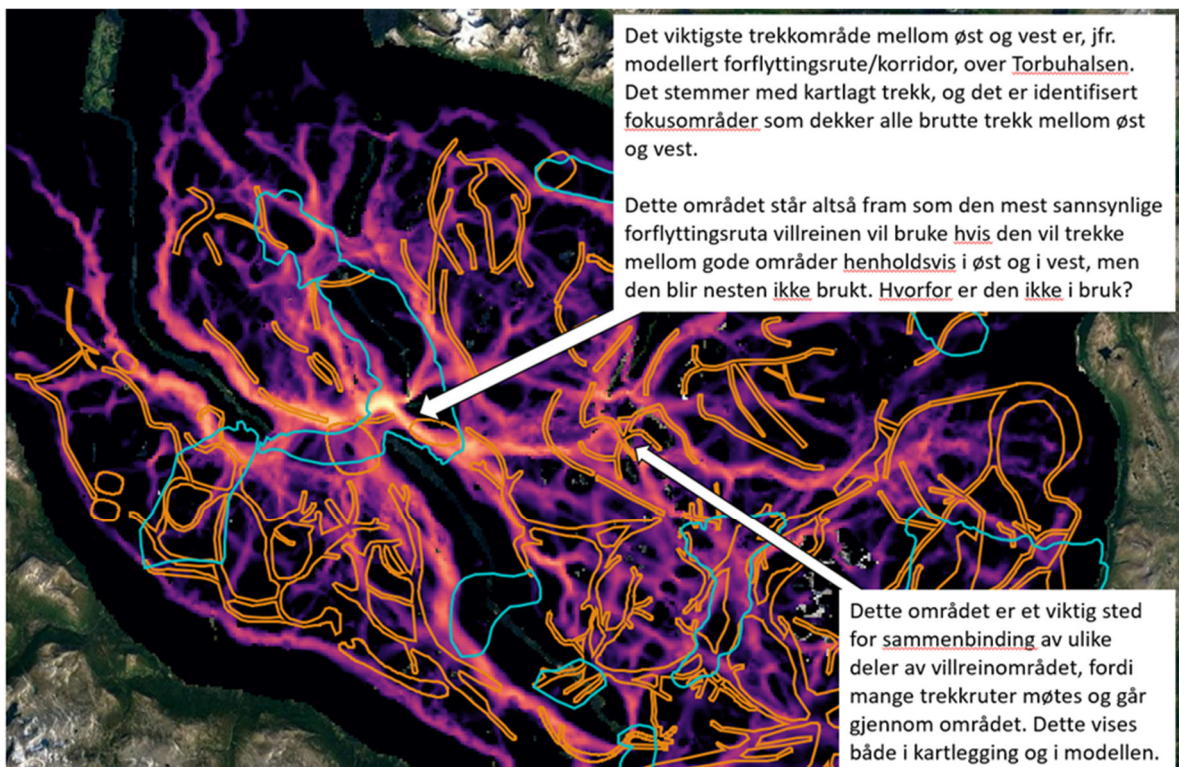 Det viktigste trekkområde mellom øst og vest er, jfr.
modellert forflyttingsrute/korridor, over Torbuhalsen.
Det stemmer med kartlagt trekk, og det er identifisert
fokusområder som dekker alle brutte trekk mellom øst
og vest.
Dette området står altså fram som den mest sannsynlige
forflyttingsruta villreinen vil bruke hvis den vil trekke
mellom gode områder henholdsvis i øst og i vest, men
den blir nesten ikke brukt. Hvorfor er den ikke i bruk?
Dette området er et viktig sted
for sammenbinding av ulike
deler av villreinområdet, fordi
mange trekkruter møtes og går
gjennom området. Dette vises
både i kartlegging og i modellen.